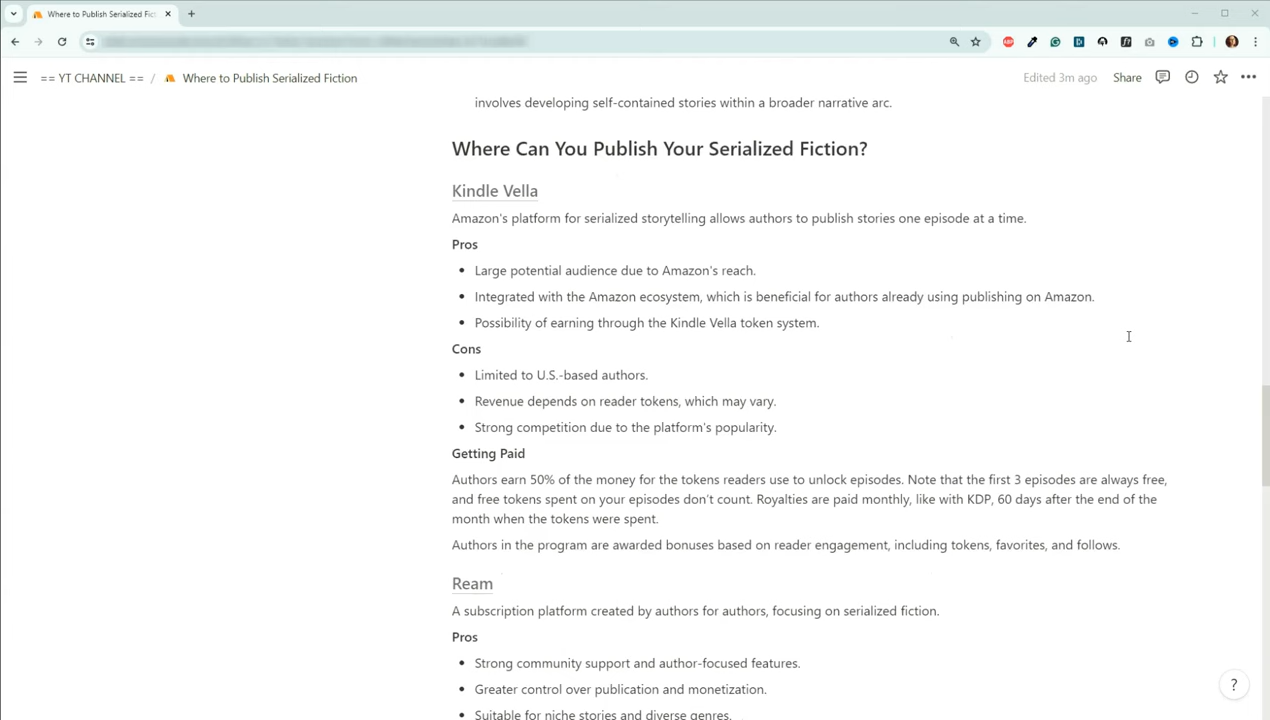 Where to Publish Serialized Fic
== YT CHANNEL == / Where to Publish Serialized Fiction
Edited 3m ago
Share
involves developing self-contained stories within a broader narrative arc.
Where Can You Publish Your Serialized Fiction?
Kindle Vella
Amazon's platform for serialized storytelling allows authors to publish stories one episode at a time.
Pros
• Large potential audience due to Amazon's reach.
• Integrated with the Amazon ecosystem, which is beneficial for authors already using publishing on Amazon.
• Possibility of earning through the Kindle Vella token system.
Cons
• Limited to U.S.-based authors.
• Revenue depends on reader tokens, which may vary.
• Strong competition due to the platform's popularity.
Getting Paid
Authors earn 50% of the money for the tokens readers use to unlock episodes. Note that the first 3 episodes are always free,
and free tokens spent on your episodes don't count. Royalties are paid monthly, like with KDP, 60 days after the end of the
month when the tokens were spent.
Authors in the program are awarded bonuses based on reader engagement, including tokens, favorites, and follows.
Ream
A subscription platform created by authors for authors, focusing on serialized fiction.
Pros
• Strong community support and author-focused features.
• Greater control over publication and monetization.
• Suitable for niche stories and diverse genres.
?